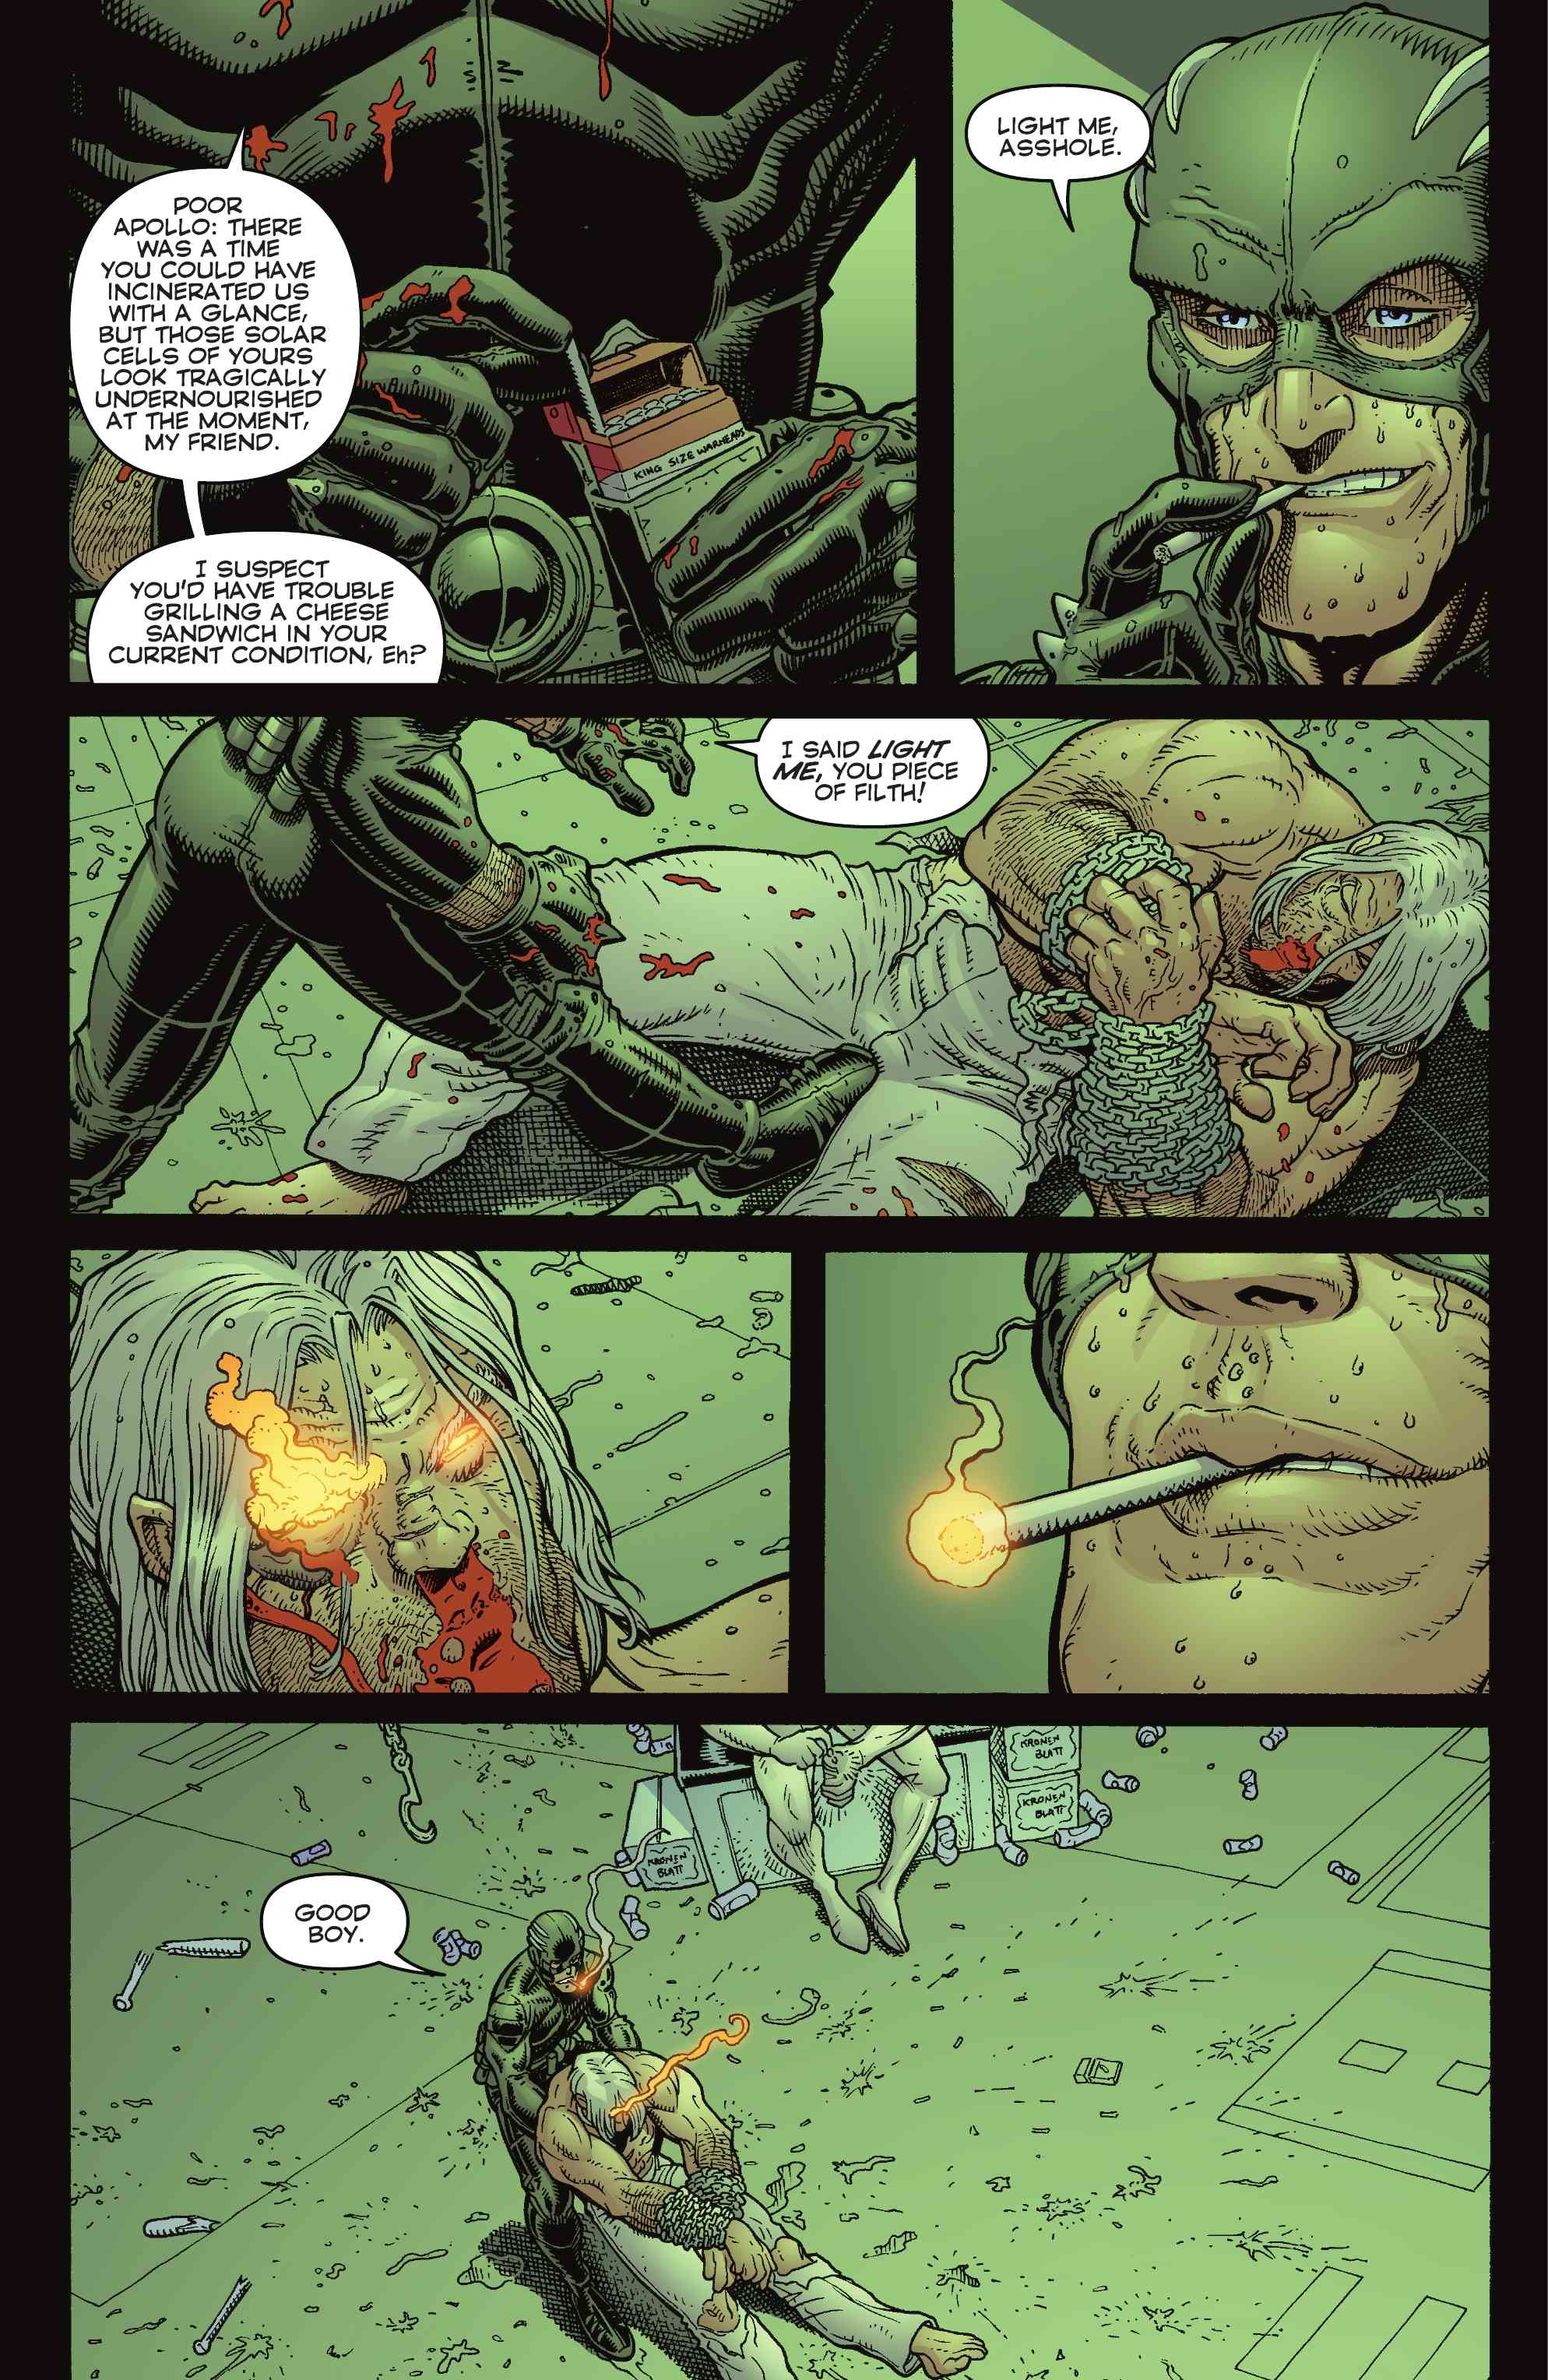 POOR
APOLLO: THERE
WAS A TIME
YOU COULD HAVE
INCINERATED US
WITH A GLANCE,
BUT THOSE SOLAR
CELLS OF YOURS
LOOK TRAGICALLY
UNDERNOURISHED
AT THE MOMENT,
MY FRIEND.
I SUSPECT
YOU'D HAVE TROUBLE
GRILLING A CHEESE
SANDWICH IN YOUR
CURRENT CONDITION, Eh?
KING SIZE WARHEADS
LIGHT ME,
ASSHOLE.
I SAID LIGHT
ME, YOU PIECE
OF FILTH!
KRONEN
BLATT
KRONEN
BLATT
KRONEN
BLATT
GOOD
BOY.